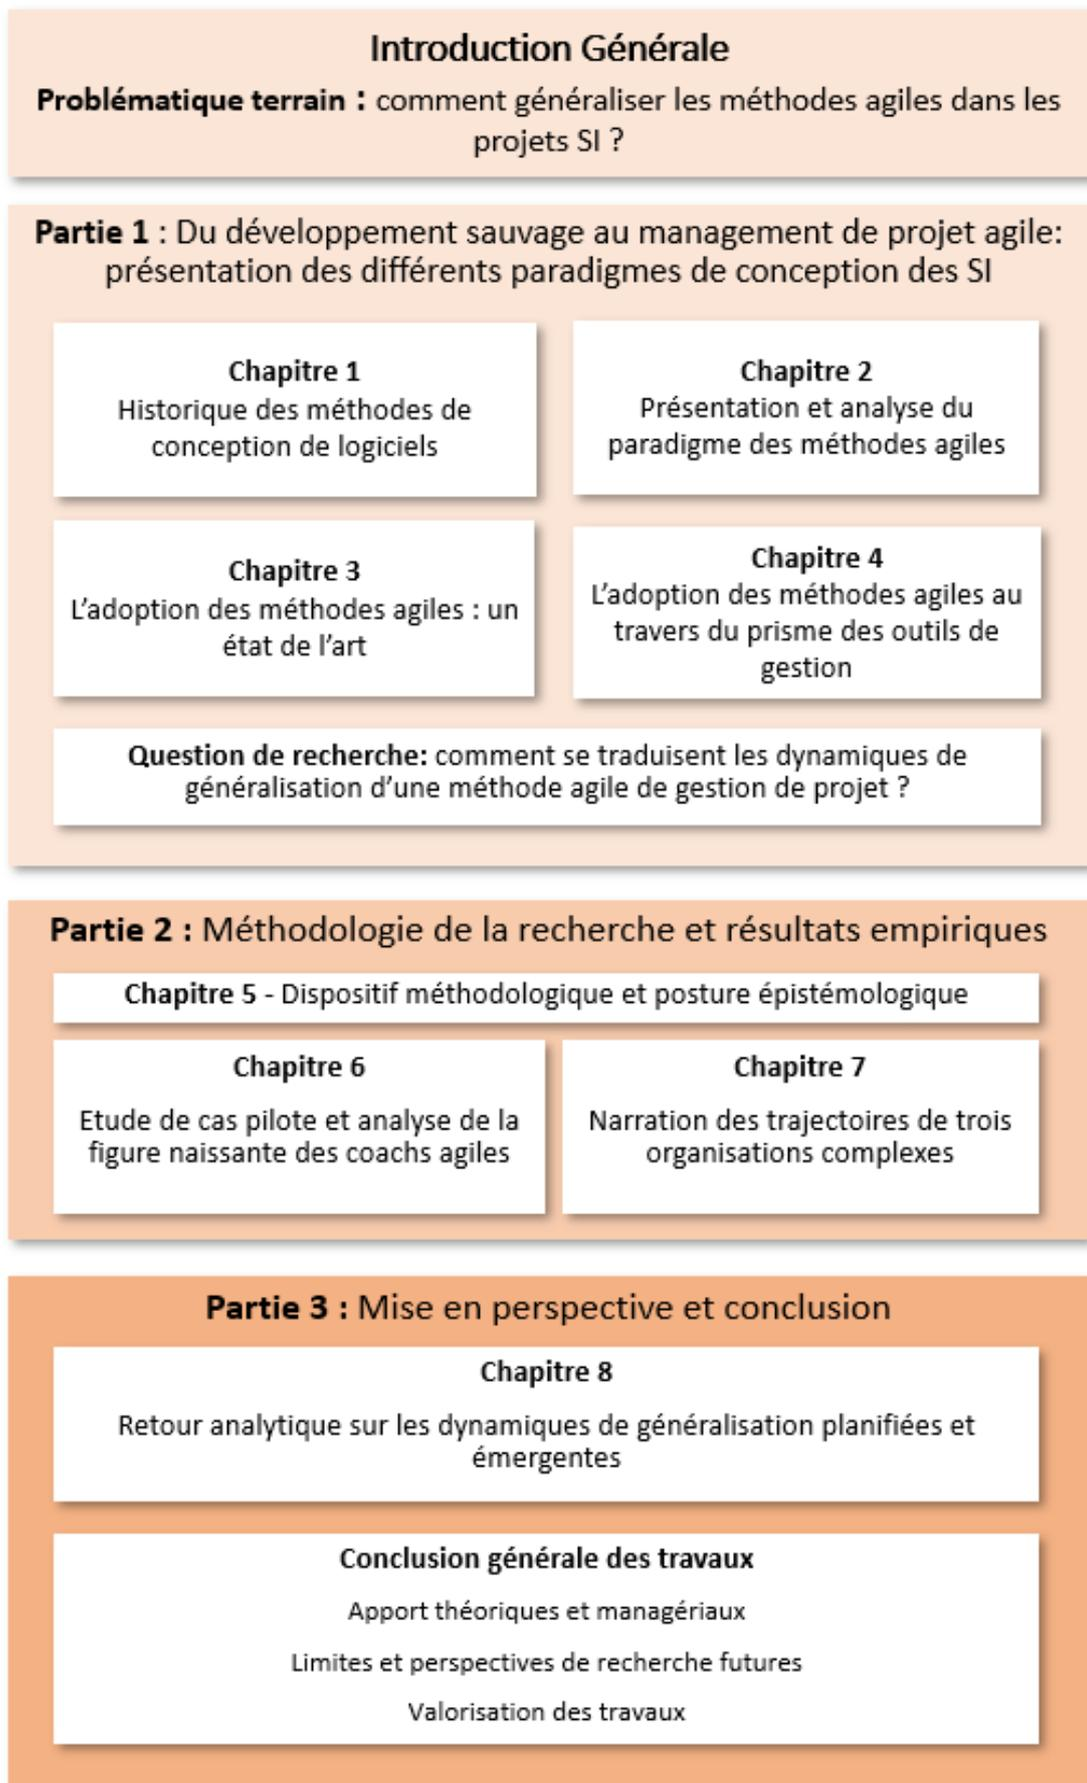 Introduction Générale
Problématique terrain : comment généraliser les méthodes agiles dans les
projets SI ?
Partie 1 : Du développement sauvage au management de projet agile:
présentation des différents paradigmes de conception des SI
Chapitre 1
Historique des méthodes de
conception de logiciels
Chapitre 2
Présentation et analyse du
paradigme des méthodes agiles
Chapitre 3
L’adoption des méthodes agiles : un
état de l’art
Chapitre 4
L’adoption des méthodes agiles au
travers du prisme des outils de
gestion
Question de recherche: comment se traduisent les dynamiques de
généralisation d’une méthode agile de gestion de projet ?
Partie 2 : Méthodologie de la recherche et résultats empiriques
Chapitre 5 - Dispositif méthodologique et posture épistémologique
Chapitre 6
Etude de cas pilote et analyse de la
figure naissante des coachs agiles
Chapitre 7
Narration des trajectoires de trois
organisations complexes
Partie 3 : Mise en perspective et conclusion
Chapitre 8
Retour analytique sur les dynamiques de généralisation planifiées et
émergentes
Conclusion générale des travaux
Apport théoriques et managériaux
Limites et perspectives de recherche futures
Valorisation des travaux